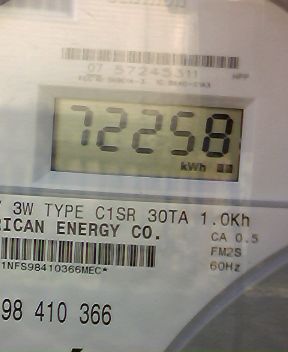 07 57245311
72258
kWh
3W TYPE C1SR 30TA 1.0Kh
RICAN ENERGY CO.
CA 0.5
FM2S
60Hz
1NFS98410366MEC*
98 410 366